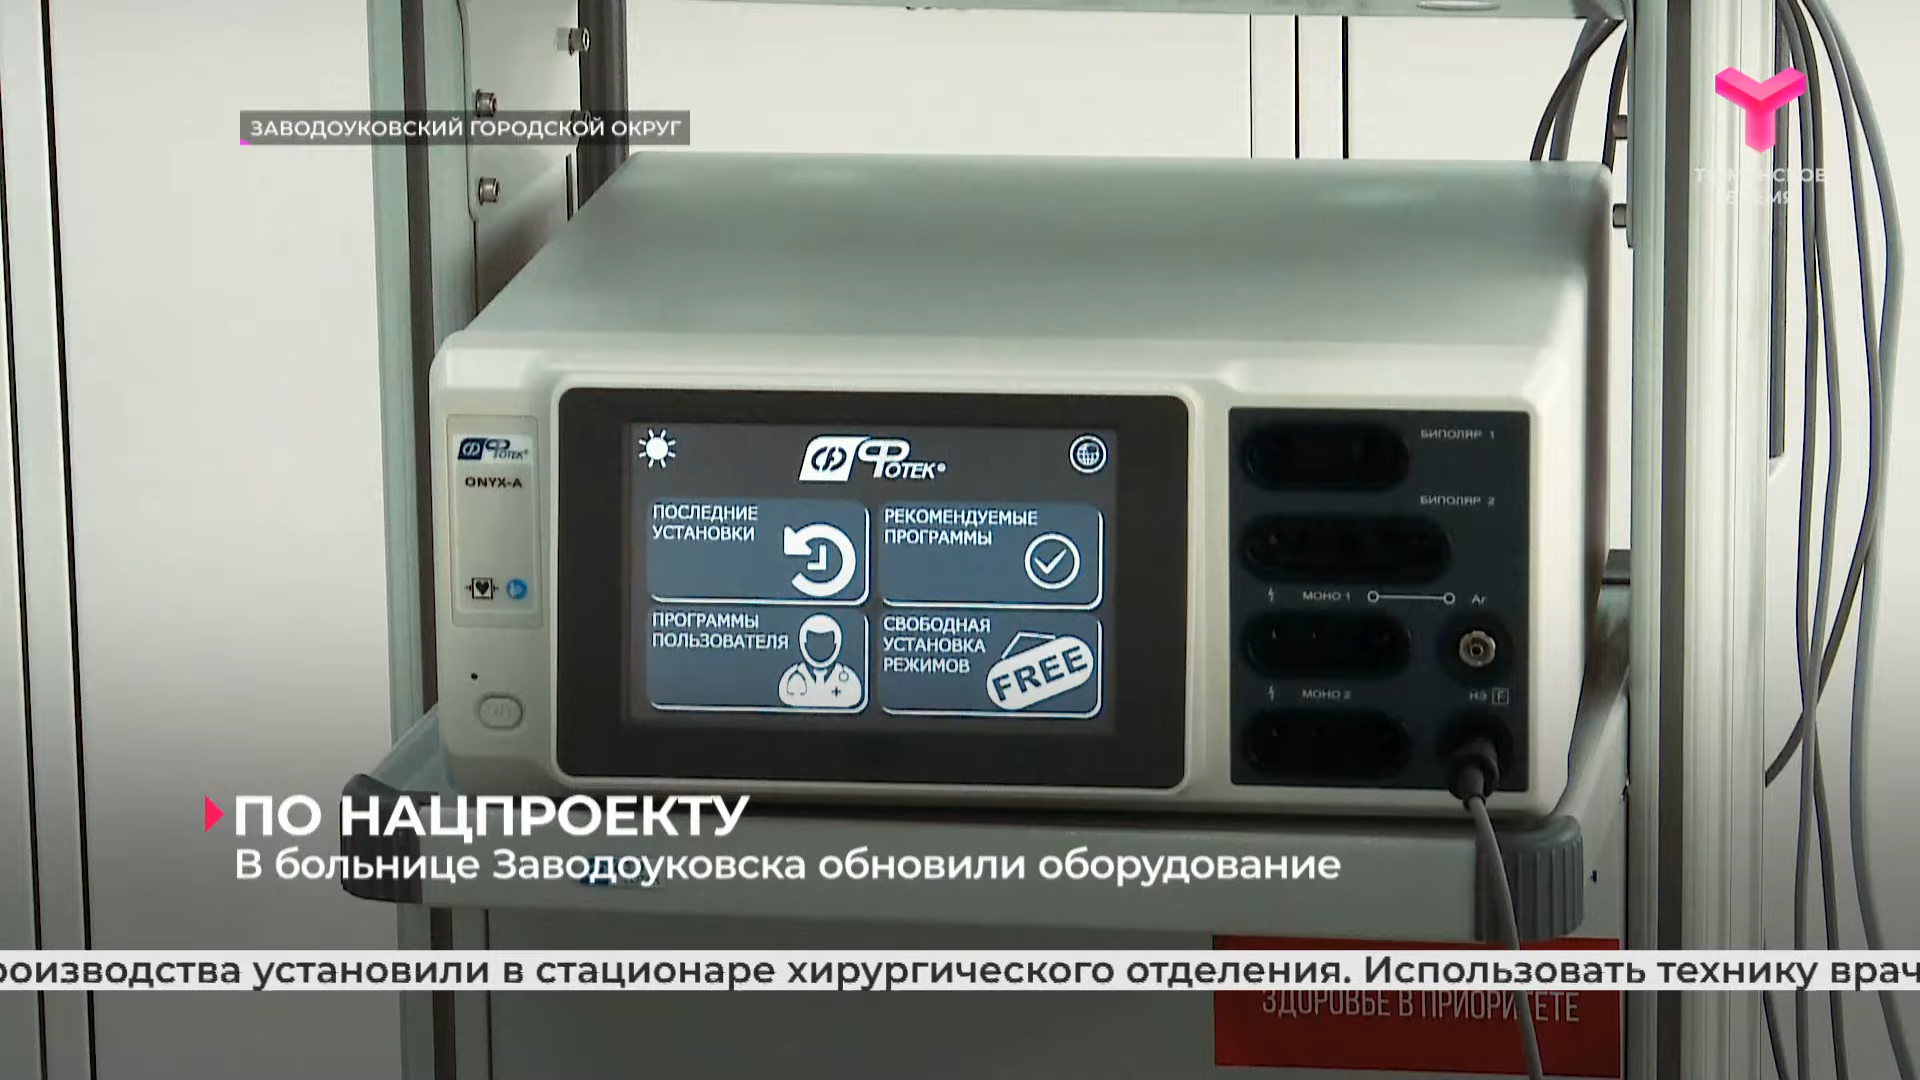 ЗАВОДОУКОВСКИЙ ГОРОДСКОЙ ОКРУГ
ФОТЕК®
ONYX-A
ФОТЕК®
ПОСЛЕДНИЕ
УСТАНОВКИ
РЕКОМЕНДУЕМЫЕ
ПРОГРАММЫ
ПРОГРАММЫ
ПОЛЬЗОВАТЕЛЯ
СВОБОДНАЯ
УСТАНОВКА
РЕЖИМОВ
FREE
БИПОЛЯР 1
БИПОЛЯР 2
МОНО 1
Ar
МОНО 2
НЭ F
ПО НАЦПРОЕКТУ
В больнице Заводоуковска обновили оборудование
роизводства установили в стационаре хирургического отделения. Использовать технику врач
ЗДОРОВЬЕ В ПРИОРИТЕТЕ